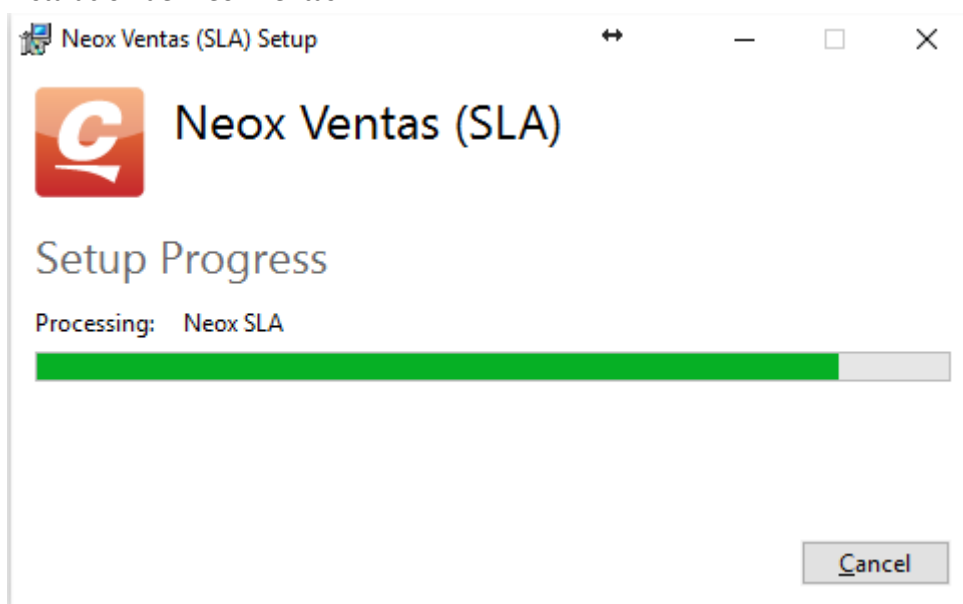 Neox Ventas (SLA) Setup
Neox Ventas (SLA)
Setup Progress
Processing: Neox SLA
Cancel